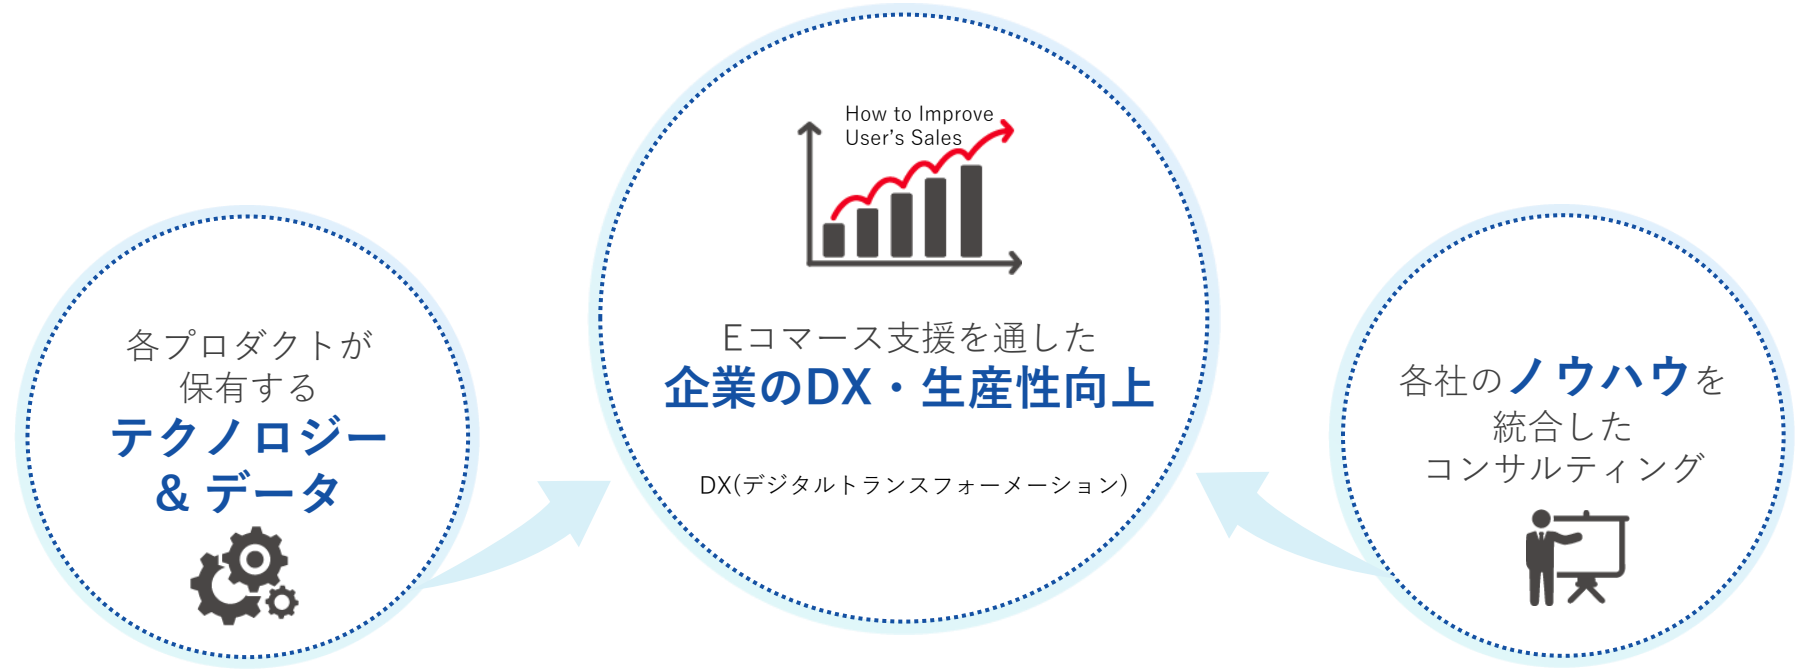 各プロダクトが
保有する
テクノロジー
& データ
How to Improve
User's Sales
Eコマース支援を通した
企業のDX・生産性向上
DX(デジタルトランスフォーメーション)
各社のノウハウを
統合した
コンサルティング